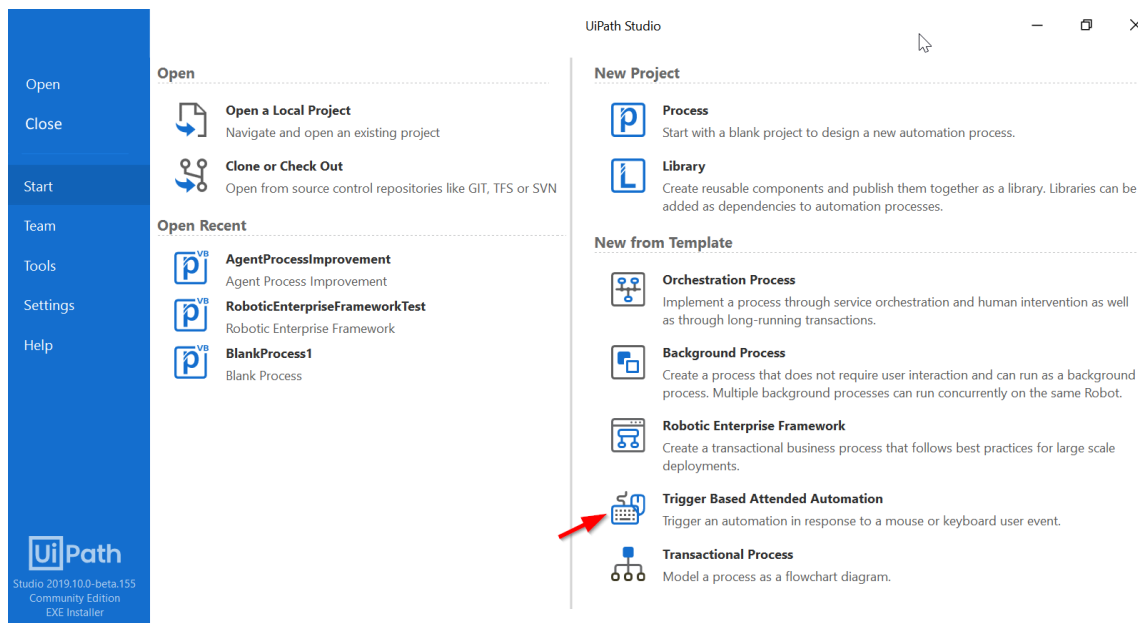 UiPath Studio
Open
Close
Start
Team
Tools
Settings
Help
UiPath
Studio 2019.10.0-beta.155
Community Edition
EXE Installer
Open
Open a Local Project
Navigate and open an existing project
Clone or Check Out
Open from source control repositories like GIT, TFS or SVN
Open Recent
VB
AgentProcessImprovement
Agent Process Improvement
VB
RoboticEnterpriseFrameworkTest
Robotic Enterprise Framework
VB
BlankProcess1
Blank Process
New Project
Process
Start with a blank project to design a new automation process.
Library
Create reusable components and publish them together as a library. Libraries can be
added as dependencies to automation processes.
New from Template
Orchestration Process
Implement a process through service orchestration and human intervention as well
as through long-running transactions.
Background Process
Create a process that does not require user interaction and can run as a background
process. Multiple background processes can run concurrently on the same Robot.
Robotic Enterprise Framework
Create a transactional business process that follows best practices for large scale
deployments.
Trigger Based Attended Automation
Trigger an automation in response to a mouse or keyboard user event.
Transactional Process
Model a process as a flowchart diagram.